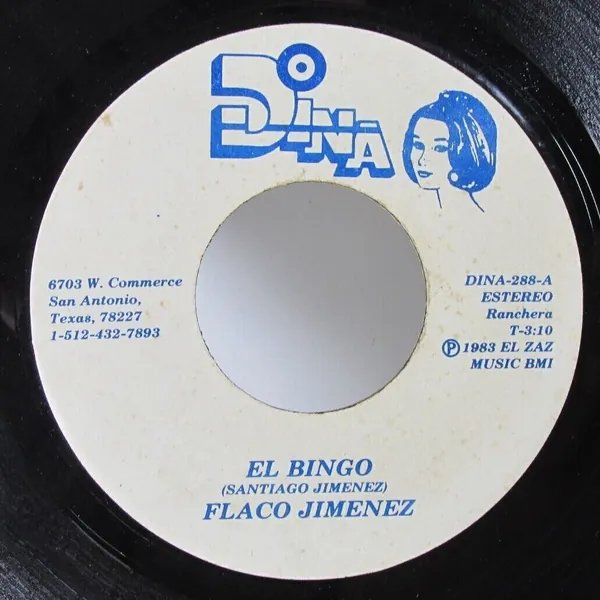 DINA
6703 W. Commerce
San Antonio,
Texas, 78227
1-512-432-7893
DINA-288-A
ESTEREO
Ranchera
T-3:10
Ⓟ 1983 EL ZAZ
MUSIC BMI
EL BINGO
(SANTIAGO JIMENEZ)
FLACO JIMENEZ